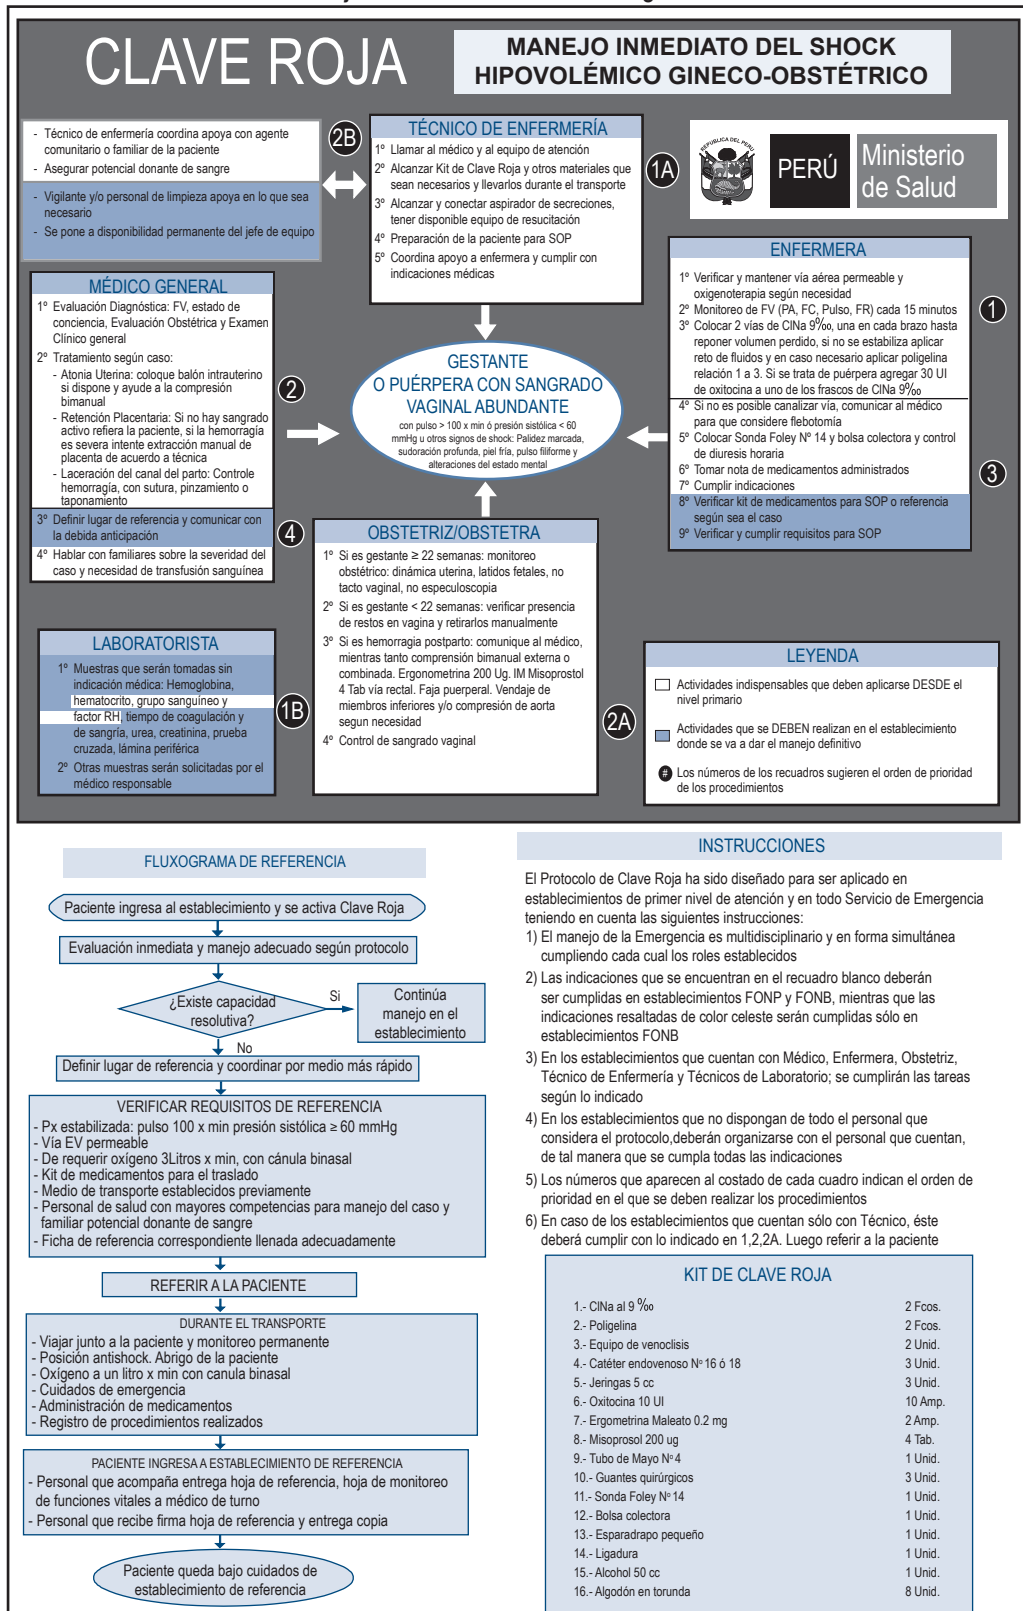 CLAVE ROJA
MANEJO INMEDIATO DEL SHOCK
HIPOVOLÉMICO GINECO-OBSTÉTRICO
- Técnico de enfermería coordina apoya con agente
comunitario o familiar de la paciente
- Asegurar potencial donante de sangre
- Vigilante y/o personal de limpieza apoya en lo que sea
necesario
- Se pone a disponibilidad permanente del jefe de equipo
2B
TÉCNICO DE ENFERMERÍA
1º Llamar al médico y al equipo de atención
2º Alcanzar Kit de Clave Roja y otros materiales que
sean necesarios y llevarlos durante el transporte
3º Alcanzar y conectar aspirador de secreciones,
tener disponible equipo de resucitación
4º Preparación de la paciente para SOP
5º Coordina apoyo a enfermera y cumplir con
indicaciones médicas
1A
REPUBLICA DEL PERU
PERÚ
Ministerio
de Salud
MÉDICO GENERAL
1º Evaluación Diagnóstica: FV, estado de
conciencia, Evaluación Obstétrica y Examen
Clínico general
2º Tratamiento según caso:
- Atonia Uterina: coloque balón intrauterino
si dispone y ayude a la compresión
bimanual
- Retención Placentaria: Si no hay sangrado
activo refiera la paciente, si la hemorragía
es severa intente extracción manual de
placenta de acuerdo a técnica
- Laceración del canal del parto: Controle
hemorragía, con sutura, pinzamiento o
taponamiento
3º Definir lugar de referencia y comunicar con
la debida anticipación
4º Hablar con familiares sobre la severidad del
caso y necesidad de transfusión sanguínea
2
4
GESTANTE
O PUÉRPERA CON SANGRADO
VAGINAL ABUNDANTE
con pulso > 100 x min ó presión sistólica < 60
mmHg u otros signos de shock: Palidez marcada,
sudoración profunda, piel fría, pulso filiforme y
alteraciones del estado mental
ENFERMERA
1º Verificar y mantener vía aérea permeable y
oxigenoterapia según necesidad
2º Monitoreo de FV (PA, FC, Pulso, FR) cada 15 minutos
3º Colocar 2 vías de ClNa 9‰, una en cada brazo hasta
reponer volumen perdido, si no se estabiliza aplicar
reto de fluidos y en caso necesario aplicar poligelina
relación 1 a 3. Si se trata de puérpera agregar 30 UI
de oxitocina a uno de los frascos de ClNa 9‰
4º Si no es posible canalizar vía, comunicar al médico
para que considere flebotomía
5º Colocar Sonda Foley Nº 14 y bolsa colectora y control
de diuresis horaria
6º Tomar nota de medicamentos administrados
7º Cumplir indicaciones
8º Verificar kit de medicamentos para SOP o referencia
según sea el caso
9º Verificar y cumplir requisitos para SOP
1
3
LABORATORISTA
1º Muestras que serán tomadas sin
indicación médica: Hemoglobina,
hematocrito, grupo sanguíneo y
factor RH, tiempo de coagulación y
de sangría, urea, creatinina, prueba
cruzada, lámina periférica
2º Otras muestras serán solicitadas por el
médico responsable
1B
OBSTETRIZ/OBSTETRA
1º Si es gestante ≥ 22 semanas: monitoreo
obstétrico: dinámica uterina, latidos fetales, no
tacto vaginal, no especuloscopia
2º Si es gestante < 22 semanas: verificar presencia
de restos en vagina y retirarlos manualmente
3º Si es hemorragia postparto: comunique al médico,
mientras tanto comprensión bimanual externa o
combinada. Ergonometrina 200 Ug. IM Misoprostol
4 Tab vía rectal. Faja puerperal. Vendaje de
miembros inferiores y/o compresión de aorta
segun necesidad
4º Control de sangrado vaginal
2A
LEYENDA
Actividades indispensables que deben aplicarse DESDE el
nivel primario
Actividades que se DEBEN realizan en el establecimiento
donde se va a dar el manejo definitivo
# Los números de los recuadros sugieren el orden de prioridad
de los procedimientos
FLUXOGRAMA DE REFERENCIA
Paciente ingresa al establecimiento y se activa Clave Roja
Evaluación inmediata y manejo adecuado según protocolo
¿Existe capacidad
resolutiva?
Si
Continúa
manejo en el
establecimiento
No
Definir lugar de referencia y coordinar por medio más rápido
VERIFICAR REQUISITOS DE REFERENCIA
- Px estabilizada: pulso 100 x min presión sistólica ≥ 60 mmHg
- Vía EV permeable
- De requerir oxígeno 3Litros x min, con cánula binasal
- Kit de medicamentos para el traslado
- Medio de transporte establecidos previamente
- Personal de salud con mayores competencias para manejo del caso y
familiar potencial donante de sangre
- Ficha de referencia correspondiente llenada adecuadamente
REFERIR A LA PACIENTE
DURANTE EL TRANSPORTE
- Viajar junto a la paciente y monitoreo permanente
- Posición antishock. Abrigo de la paciente
- Oxígeno a un litro x min con canula binasal
- Cuidados de emergencia
- Administración de medicamentos
- Registro de procedimientos realizados
PACIENTE INGRESA A ESTABLECIMIENTO DE REFERENCIA
- Personal que acompaña entrega hoja de referencia, hoja de monitoreo
de funciones vitales a médico de turno
- Personal que recibe firma hoja de referencia y entrega copia
Paciente queda bajo cuidados de
establecimiento de referencia
INSTRUCCIONES
El Protocolo de Clave Roja ha sido diseñado para ser aplicado en
establecimientos de primer nivel de atención y en todo Servicio de Emergencia
teniendo en cuenta las siguientes instrucciones:
1) El manejo de la Emergencia es multidisciplinario y en forma simultánea
cumpliendo cada cual los roles establecidos
2) Las indicaciones que se encuentran en el recuadro blanco deberán
ser cumplidas en establecimientos FONP y FONB, mientras que las
indicaciones resaltadas de color celeste serán cumplidas sólo en
establecimientos FONB
3) En los establecimientos que cuentan con Médico, Enfermera, Obstetriz,
Técnico de Enfermería y Técnicos de Laboratorio; se cumplirán las tareas
según lo indicado
4) En los establecimientos que no dispongan de todo el personal que
considera el protocolo,deberán organizarse con el personal que cuentan,
de tal manera que se cumpla todas las indicaciones
5) Los números que aparecen al costado de cada cuadro indican el orden de
prioridad en el que se deben realizar los procedimientos
6) En caso de los establecimientos que cuentan sólo con Técnico, éste
deberá cumplir con lo indicado en 1,2,2A. Luego referir a la paciente
KIT DE CLAVE ROJA
1.- ClNa al 9 ‰ 2 Fcos.
2.- Poligelina 2 Fcos.
3.- Equipo de venoclisis 2 Unid.
4.- Catéter endovenoso Nº 16 ó 18 3 Unid.
5.- Jeringas 5 cc 3 Unid.
6.- Oxitocina 10 UI 10 Amp.
7.- Ergometrina Maleato 0.2 mg 2 Amp.
8.- Misoprosol 200 ug 4 Tab.
9.- Tubo de Mayo Nº 4 1 Unid.
10.- Guantes quirúrgicos 3 Unid.
11.- Sonda Foley Nº 14 1 Unid.
12.- Bolsa colectora 1 Unid.
13.- Esparadrapo pequeño 1 Unid.
14.- Ligadura 1 Unid.
15.- Alcohol 50 cc 1 Unid.
16.- Algodón en torunda 8 Unid.